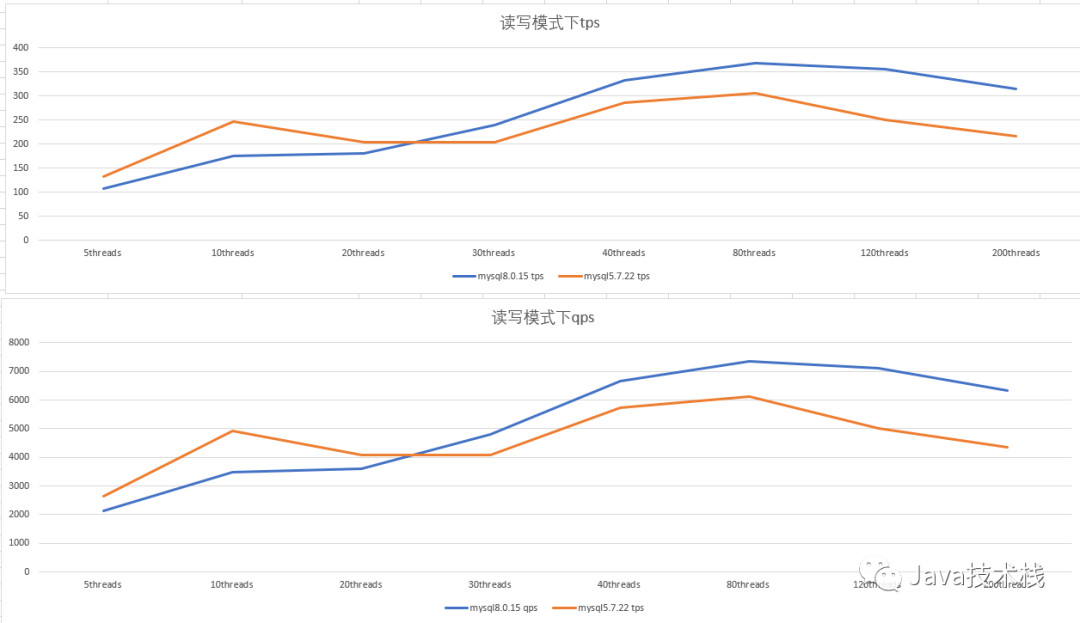 读写模式下tps
400
350
300
250
200
150
100
50
0
5threads 10threads 20threads 30threads 40threads 80threads 120threads 200threads
mysql8.0.15 tps mysql5.7.22 tps
读写模式下qps
8000
7000
6000
5000
4000
3000
2000
1000
0
5threads 10threads 20threads 30threads 40threads 80threads
Java技术栈
mysql8.0.15 qps mysql5.7.22 tps